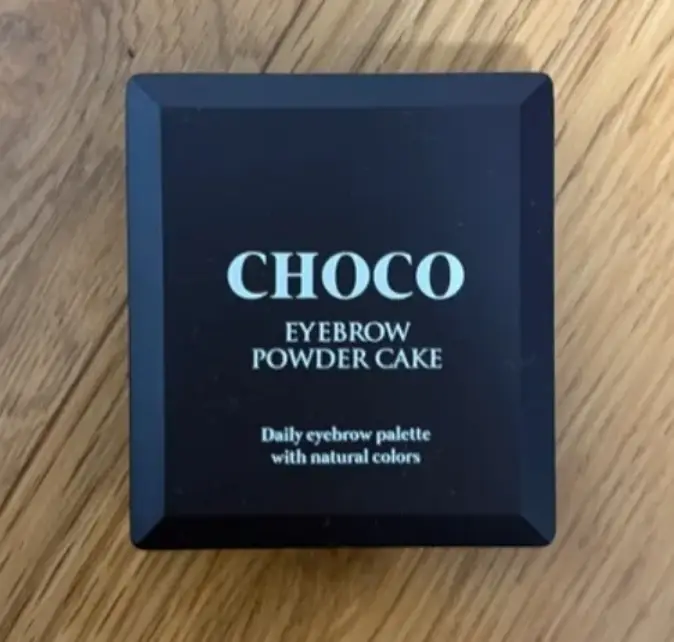 CHOCO
EYEBROW
POWDER CAKE
Daily eyebrow palette
with natural colors